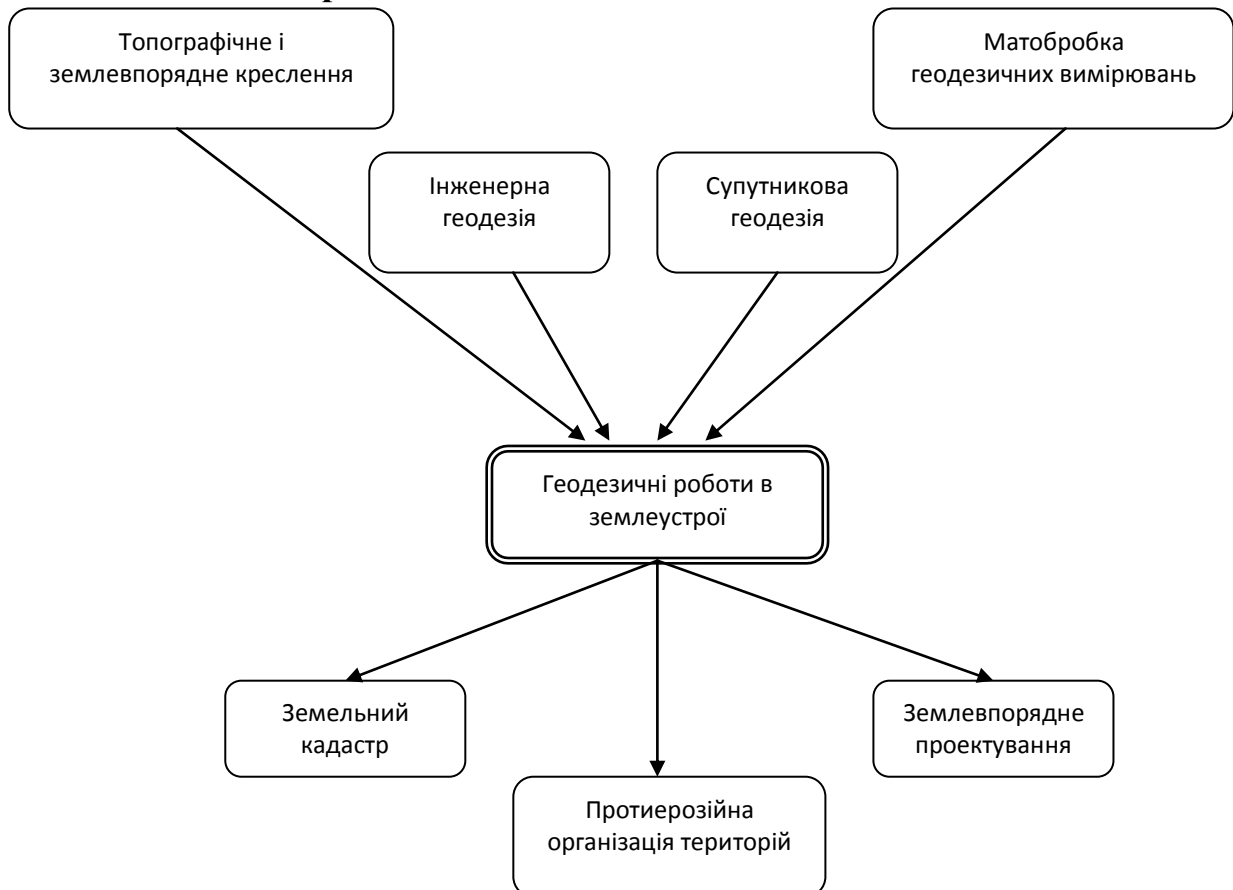 Топографічне і
землевпорядне креслення
Матобробка
геодезичних вимірювань
Інженерна
геодезія
Супутникова
геодезія
Геодезичні роботи в
землеустрої
Земельний
кадастр
Землевпорядне
проектування
Протиерозійна
організація територій